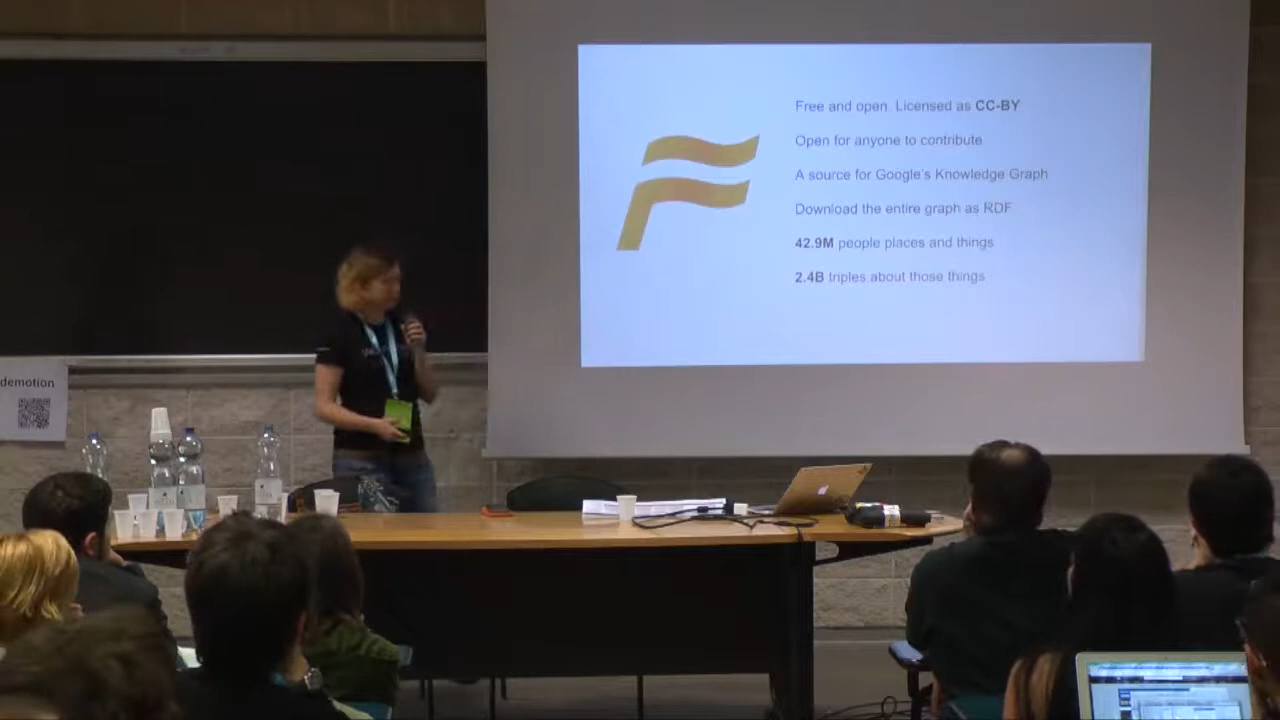 Free and open. Licensed as CC-BY
Open for anyone to contribute
A source for Google's Knowledge Graph
Download the entire graph as RDF
42.9M people places and things
2.4B triples about those things
demotion